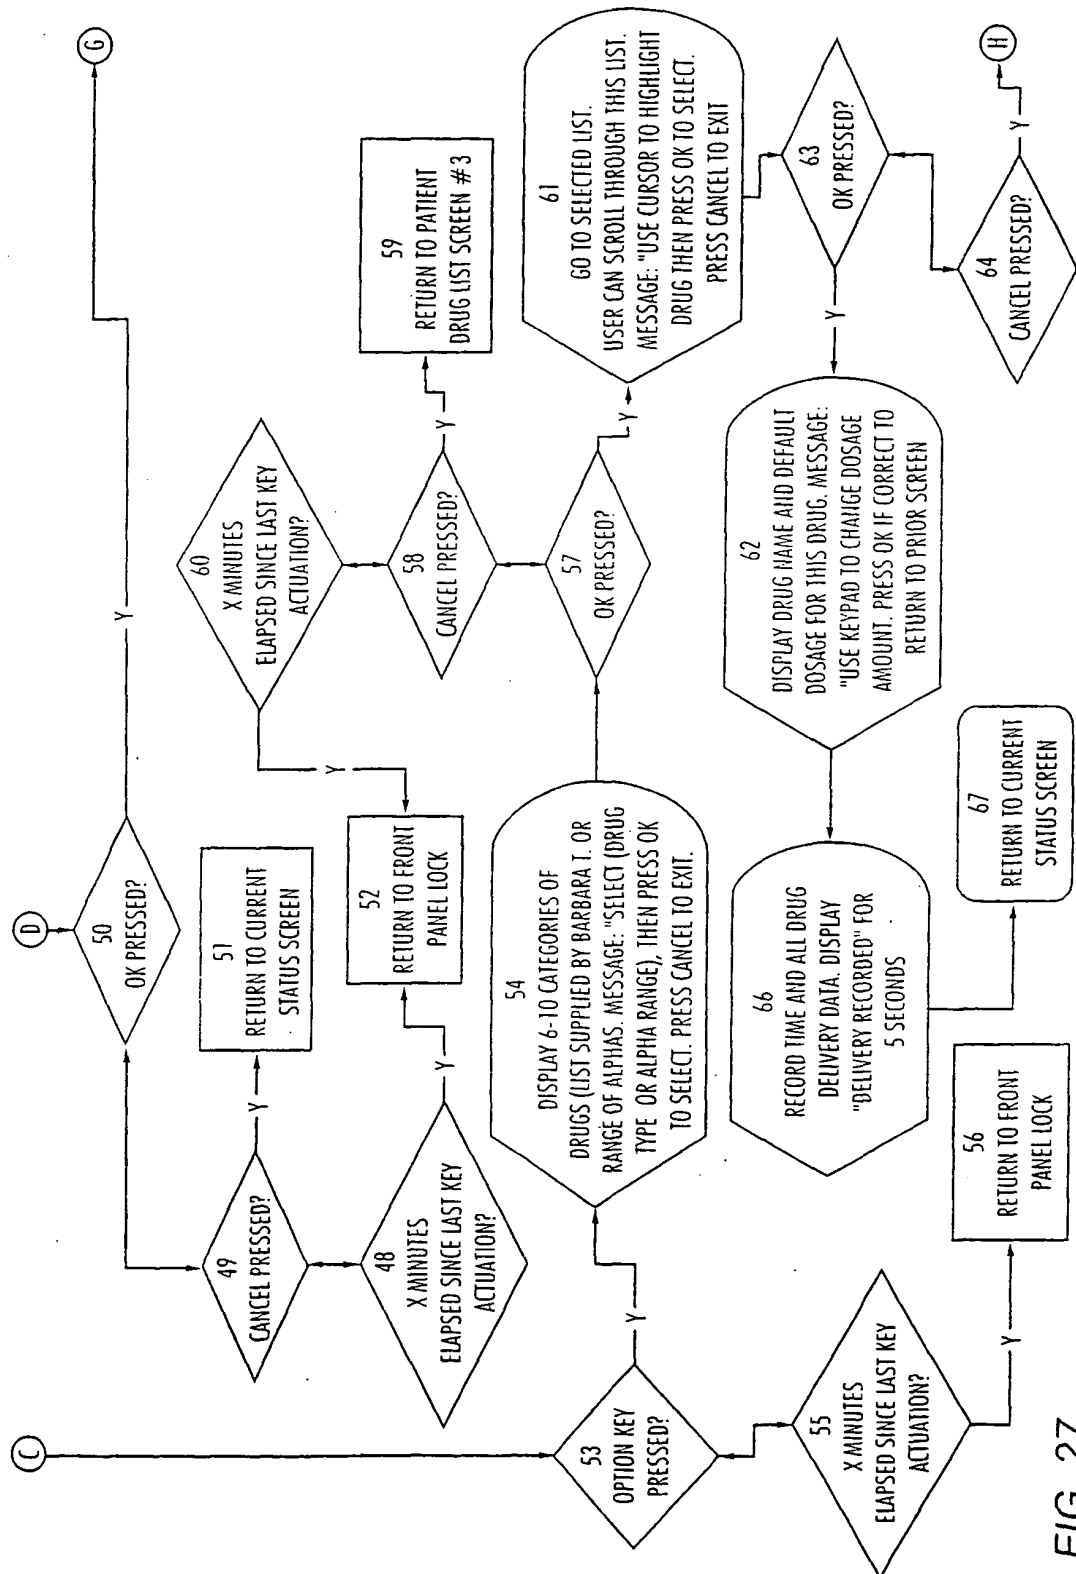 D
50
OK PRESSED?
Y
G
49
CANCEL PRESSED?
Y
51
RETURN TO CURRENT
STATUS SCREEN
48
X MINUTES
ELAPSED SINCE LAST KEY
ACTUATION?
Y
52
RETURN TO FRONT
PANEL LOCK
Y
60
X MINUTES
ELAPSED SINCE LAST KEY
ACTUATION?
58
CANCEL PRESSED?
Y
59
RETURN TO PATIENT
DRUG LIST SCREEN #3
57
OK PRESSED?
Y
C
53
OPTION KEY
PRESSED?
Y
54
DISPLAY 6-10 CATEGORIES OF
DRUGS (LIST SUPPLIED BY BARBARA T. OR
RANGE OF ALPHAS. MESSAGE: "SELECT (DRUG
TYPE OR ALPHA RANGE), THEN PRESS OK
TO SELECT. PRESS CANCEL TO EXIT.
61
GO TO SELECTED LIST.
USER CAN SCROLL THROUGH THIS LIST.
MESSAGE: "USE CURSOR TO HIGHLIGHT
DRUG THEN PRESS OK TO SELECT.
PRESS CANCEL TO EXIT
55
X MINUTES
ELAPSED SINCE LAST KEY
ACTUATION?
Y
56
RETURN TO FRONT
PANEL LOCK
66
RECORD TIME AND ALL DRUG
DELIVERY DATA. DISPLAY
"DELIVERY RECORDED" FOR
5 SECONDS
62
DISPLAY DRUG NAME AND DEFAULT
DOSAGE FOR THIS DRUG. MESSAGE:
"USE KEYPAD TO CHANGE DOSAGE
AMOUNT. PRESS OK IF CORRECT TO
RETURN TO PRIOR SCREEN
Y
63
OK PRESSED?
67
RETURN TO CURRENT
STATUS SCREEN
64
CANCEL PRESSED?
Y
H
FIG. 27